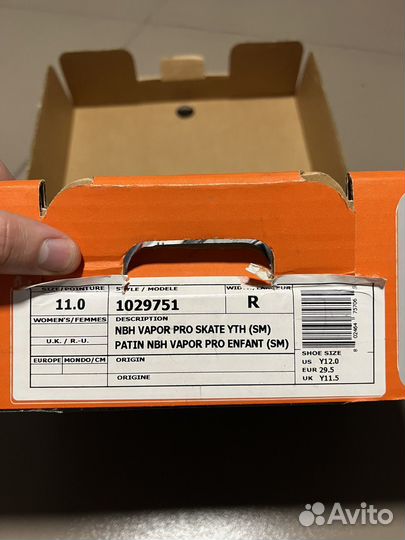 SIZE/POINTURE
STYLE / MODELE
11.0
1029751
R
WOMEN'S/FEMMES
DESCRIPTION
NBH VAPOR PRO SKATE YTH (SM)
U.K. / R.-U.
PATIN NBH VAPOR PRO ENFANT (SM)
EUROPE MONDO/CM
ORIGIN
ORIGINE
SHOE SIZE
US Y12.0
EUR 29.5
UK Y11.5
Avito